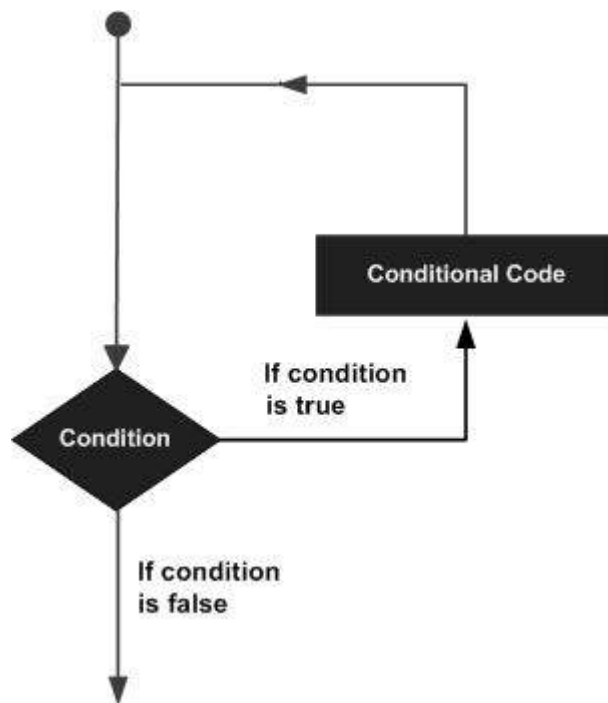 Conditional Code
If condition
is true
Condition
If condition
is false